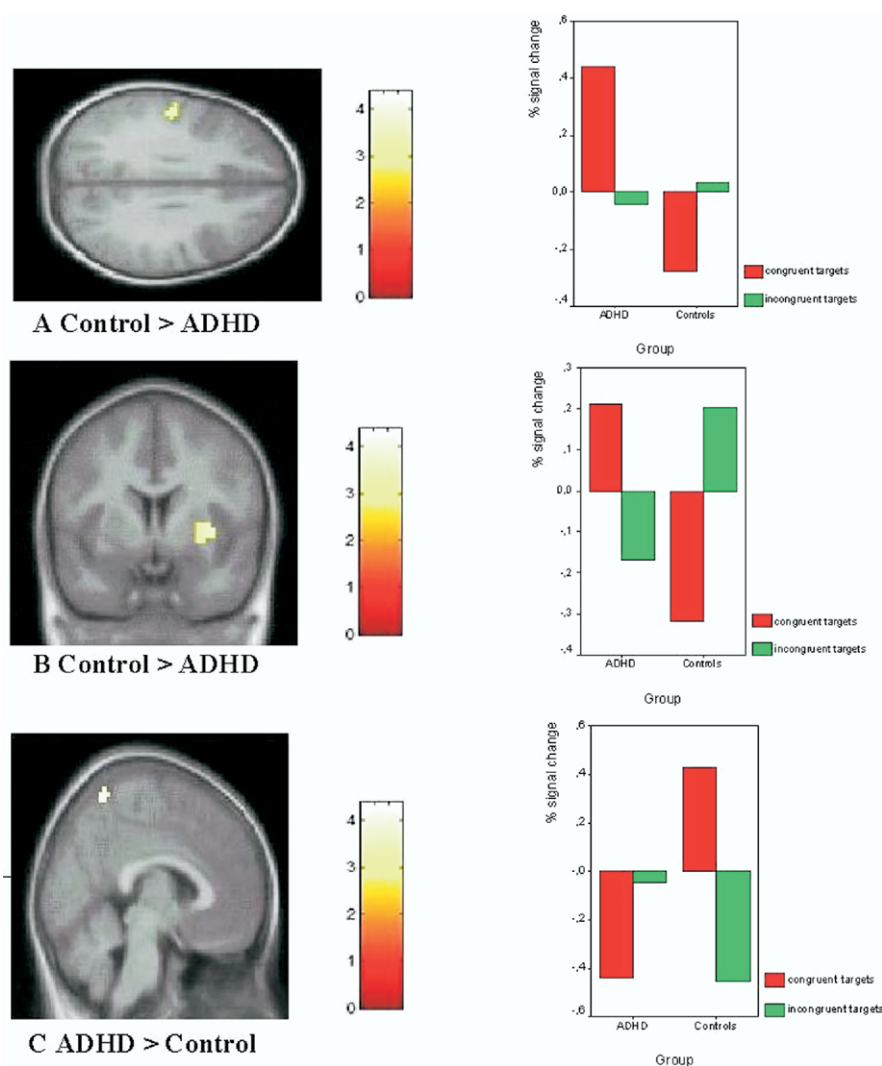 4
3
2
1
0
A Control > ADHD
% signal change
,6
,4
,2
0,0
-,2
-,4
ADHD Controls
Group
congruent targets
incongruent targets
4
3
2
1
0
B Control > ADHD
% signal change
,3
,2
,1
0,0
-,1
-,2
-,3
-,4
ADHD Controls
Group
congruent targets
incongruent targets
4
3
2
1
0
C ADHD > Control
% signal change
,6
,4
,2
-,0
-,2
-,4
-,6
ADHD Controls
Group
congruent targets
incongruent targets